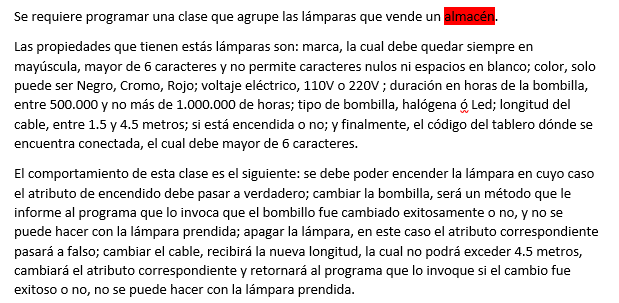 Se requiere programar una clase que agrupe las lámparas que vende un almacén.
Las propiedades que tienen estás lámparas son: marca, la cual debe quedar siempre en
mayúscula, mayor de 6 caracteres y no permite caracteres nulos ni espacios en blanco; color, solo
puede ser Negro, Cromo, Rojo; voltaje eléctrico, 110V o 220V ; duración en horas de la bombilla,
entre 500.000 y no más de 1.000.000 de horas; tipo de bombilla, halógena ó Led; longitud del
cable, entre 1.5 y 4.5 metros; si está encendida o no; y finalmente, el código del tablero dónde se
encuentra conectada, el cual debe mayor de 6 caracteres.
El comportamiento de esta clase es el siguiente: se debe poder encender la lámpara en cuyo caso
el atributo de encendido debe pasar a verdadero; cambiar la bombilla, será un método que le
informe al programa que lo invoca que el bombillo fue cambiado exitosamente o no, y no se
puede hacer con la lámpara prendida; apagar la lámpara, en este caso el atributo correspondiente
pasará a falso; cambiar el cable, recibirá la nueva longitud, la cual no podrá exceder 4.5 metros,
cambiará el atributo correspondiente y retornará al programa que lo invoque si el cambio fue
exitoso o no, no se puede hacer con la lámpara prendida.